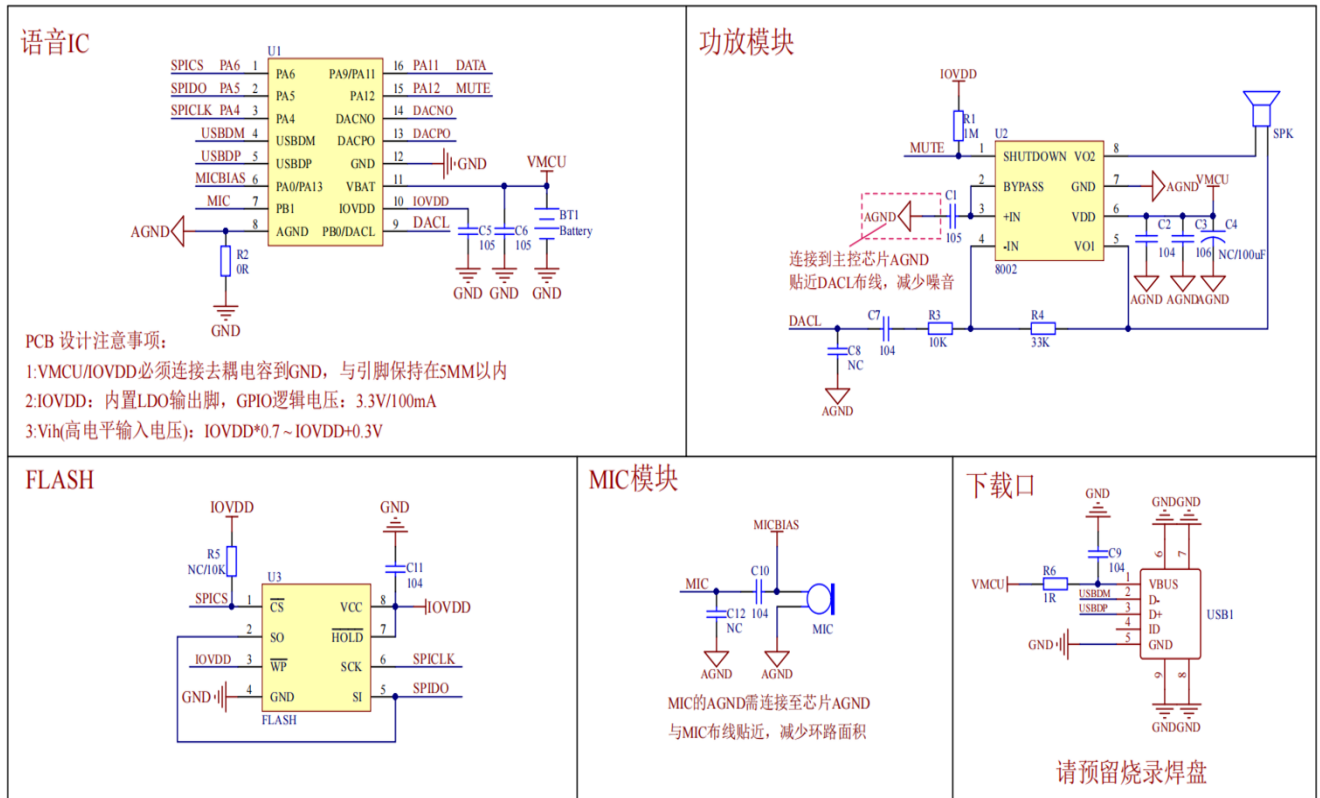 语音IC
U1
SPICS PA6 1 PA6 PA9/PA11 16 PA11 DATA
SPIDO PA5 2 PA5 PA12 15 PA12 MUTE
SPICLK PA4 3 PA4 DACNO 14 DACNO
USBDM 4 USBDM DACPO 13 DACPO
USBDP 5 USBDP GND 12 GND
VMCU
MICBIAS 6 PA0/PA13 VBAT 11
MIC 7 PB1 IOVDD 10 IOVDD
AGND 8 AGND PB0/DACL 9 DACL
C5
105
C6
105
BT1
Battery
R2
0R
GND
GND
GND
GND
PCB 设计注意事项:
1:VMCU/IOVDD必须连接去耦电容到GND，与引脚保持在5MM以内
2:IOVDD：内置LDO输出脚，GPIO逻辑电压：3.3V/100mA
3:Vih(高电平输入电压)：IOVDD*0.7 ~ IOVDD+0.3V
功放模块
IOVDD
R1
1M
U2
SPK
MUTE 1 SHUTDOWN VO2 8
2 BYPASS GND 7 AGND
VMCU
AGND C1 3 +IN VDD 6
105
4 -IN VO1 5
8002
C2
104
C3
106
C4
NC/100uF
AGND
AGND
AGND
连接到主控芯片AGND
贴近DACL布线，减少噪音
DACL
C7
104
R3
10K
R4
33K
C8
NC
AGND
FLASH
IOVDD
GND
R5
NC/10K
C11
104
U3
SPICS 1 CS VCC 8 IOVDD
2 SO HOLD 7
IOVDD 3 WP SCK 6 SPICLK
GND 4 GND SI 5 SPIDO
FLASH
MIC模块
MICBIAS
MIC
C10
104
C12
NC
MIC
AGND
AGND
MIC的AGND需连接至芯片AGND
与MIC布线贴近，减少环路面积
下载口
GND
GND
GND
C9
104
6
7
VMCU
R6
1R
1 VBUS
USBDM 2 D-
USBDP 3 D+
4 ID
GND 5 GND
USB1
9
8
GND
GND
请预留烧录焊盘